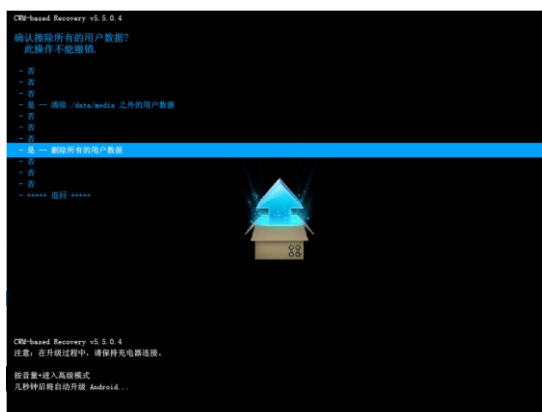 CWM-based Recovery v5.5.0.4
确认擦除所有的用户数据?
此操作不能撤销.
- 否
- 否
- 否
- 是 -- 清除 /data/media 之外的用户数据
- 否
- 否
- 否
- 是 -- 删除所有的用户数据
- 否
- 否
- 否
- +++++ 返回 +++++
CWM-based Recovery v5.5.0.4
注意: 在升级过程中, 请保持充电器连接。
按音量+进入高级模式
几秒钟后将自动升级 Android...